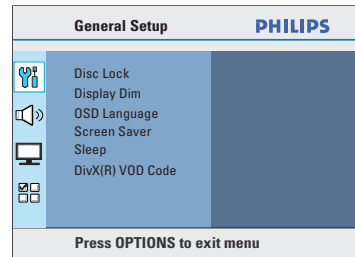 General Setup
PHILIPS
Disc Lock
Display Dim
OSD Language
Screen Saver
Sleep
DivX(R) VOD Code
Press OPTIONS to exit menu